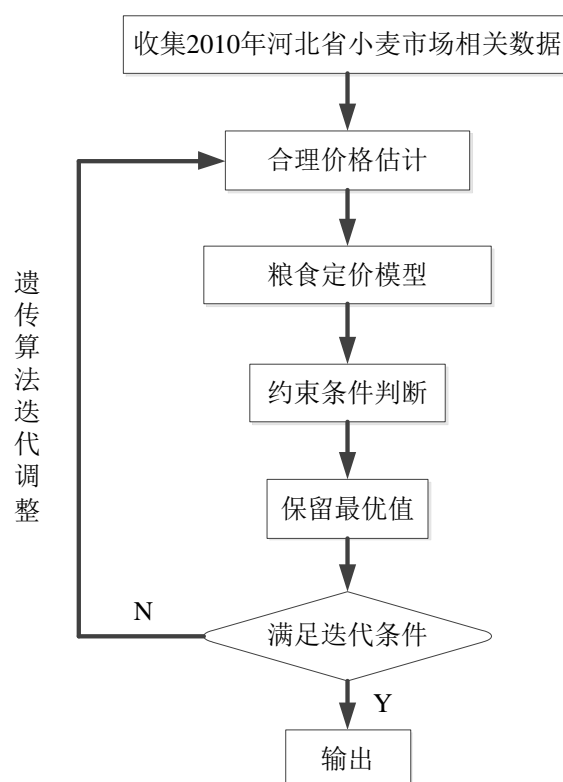 收集2010年河北省小麦市场相关数据
合理价格估计
粮食定价模型
遗传算法迭代调整
约束条件判断
保留最优值
N
满足迭代条件
Y
输出